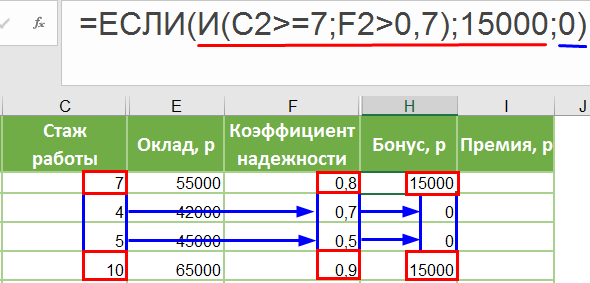 fx =ЕСЛИ(И(C2>=7;F2>0,7);15000;0)
C E F H I J
Стаж работы Оклад, р Коэффициент надежности Бонус, р Премия, р
7 55000 0,8 15000
4 42000 0,7 0
5 45000 0,5 0
10 65000 0,9 15000